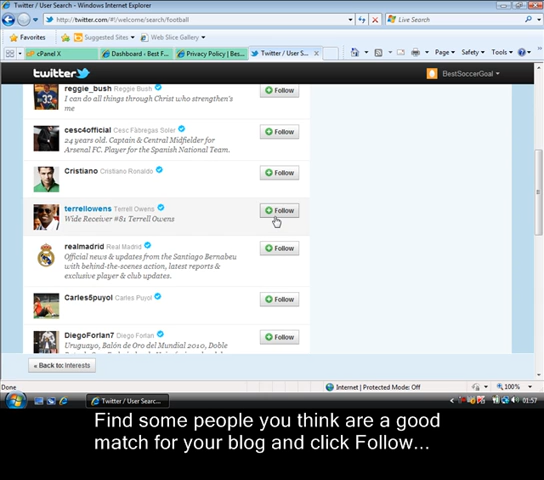 Twitter / User Search - Windows Internet Explorer
http://twitter.com/#!/welcome/search/football
Live Search
Favorites
Suggested Sites
Web Slice Gallery
cPanel X
Dashboard - Best F...
Privacy Policy | Bes...
Twitter / User S...
Page
Safety
Tools
twitter
BestSoccerGoal
reggie_bush Reggie Bush
I can do all things through Christ who strengthen's
me
Follow
cesc4official Cesc Fàbregas Soler
24 years old. Captain & Central Midfielder for
Arsenal FC. Player for the Spanish National Team.
Follow
Cristiano Cristiano Ronaldo
Follow
terrellowens Terrell Owens
Wide Receiver #81 Terrell Owens
Follow
realmadrid Real Madrid
Official news & updates from the Santiago Bernabeu
with behind-the-scenes action, latest reports &
exclusive player & club updates.
Follow
Carles5puyol Carles Puyol
Follow
DiegoForlan7 Diego Forlan
Uruguayo, Balón de Oro del Mundial 2010, Doble
Follow
« Back to: Interests
Done
Internet | Protected Mode: Off
100%
Twitter / User Searc...
01:57
Find some people you think are a good
match for your blog and click Follow...